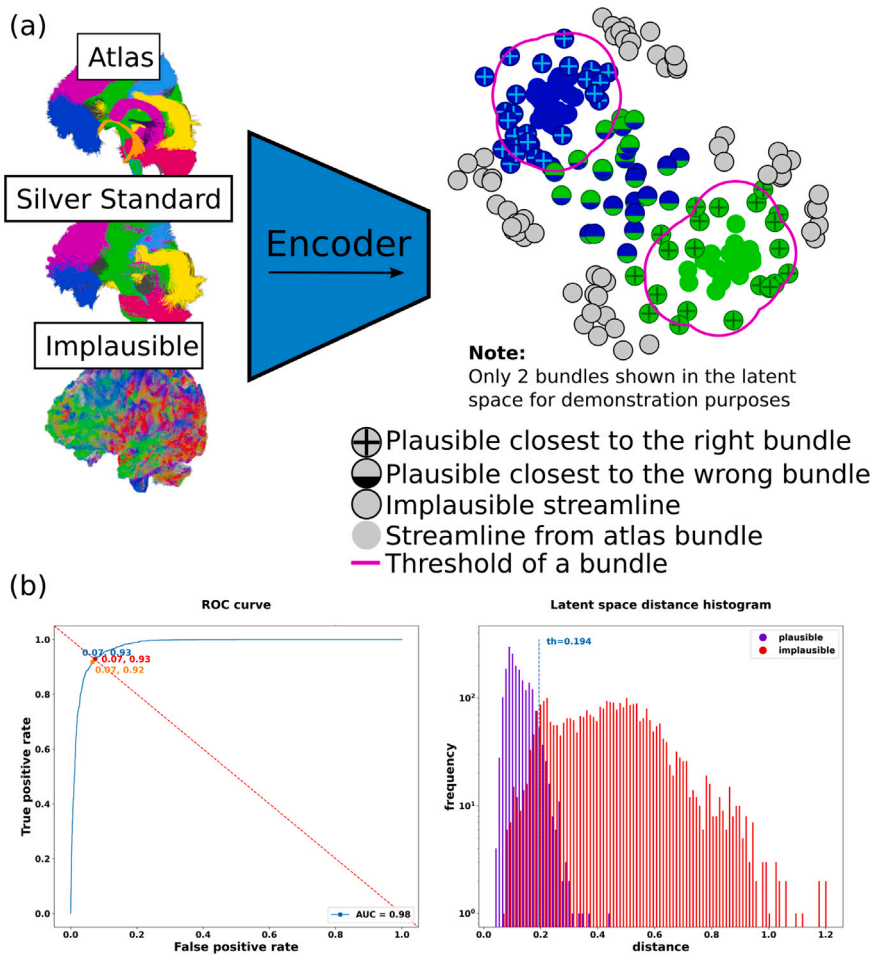 (a)
Atlas
Silver Standard
Implausible
Encoder
Note:
Only 2 bundles shown in the latent
space for demonstration purposes
Plausible closest to the right bundle
Plausible closest to the wrong bundle
Implausible streamline
Streamline from atlas bundle
Threshold of a bundle
(b)
ROC curve
True positive rate
1.0
0.8
0.6
0.4
0.2
0.0
0.07, 0.93
0.07, 0.93
0.07, 0.92
AUC = 0.98
0.0 0.2 0.4 0.6 0.8 1.0
False positive rate
Latent space distance histogram
th=0.194
plausible
implausible
frequency
10²
10¹
10⁰
0.0 0.2 0.4 0.6 0.8 1.0 1.2
distance